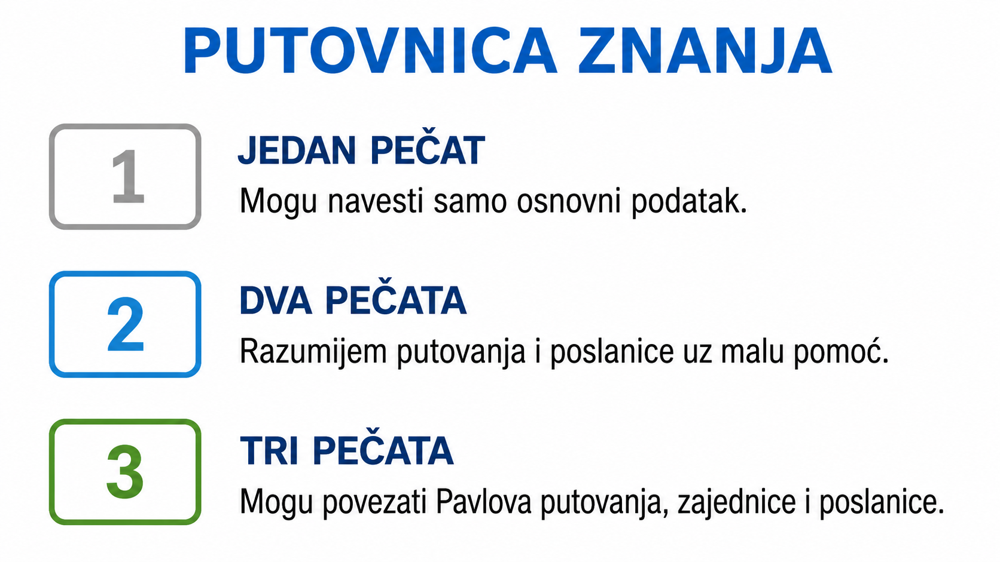 PUTOVNICA ZNANJA
1
JEDAN PEČAT
Mogu navesti samo osnovni podatak.
2
DVA PEČATA
Razumijem putovanja i poslanice uz malu pomoć.
3
TRI PEČATA
Mogu povezati Pavlova putovanja, zajednice i poslanice.